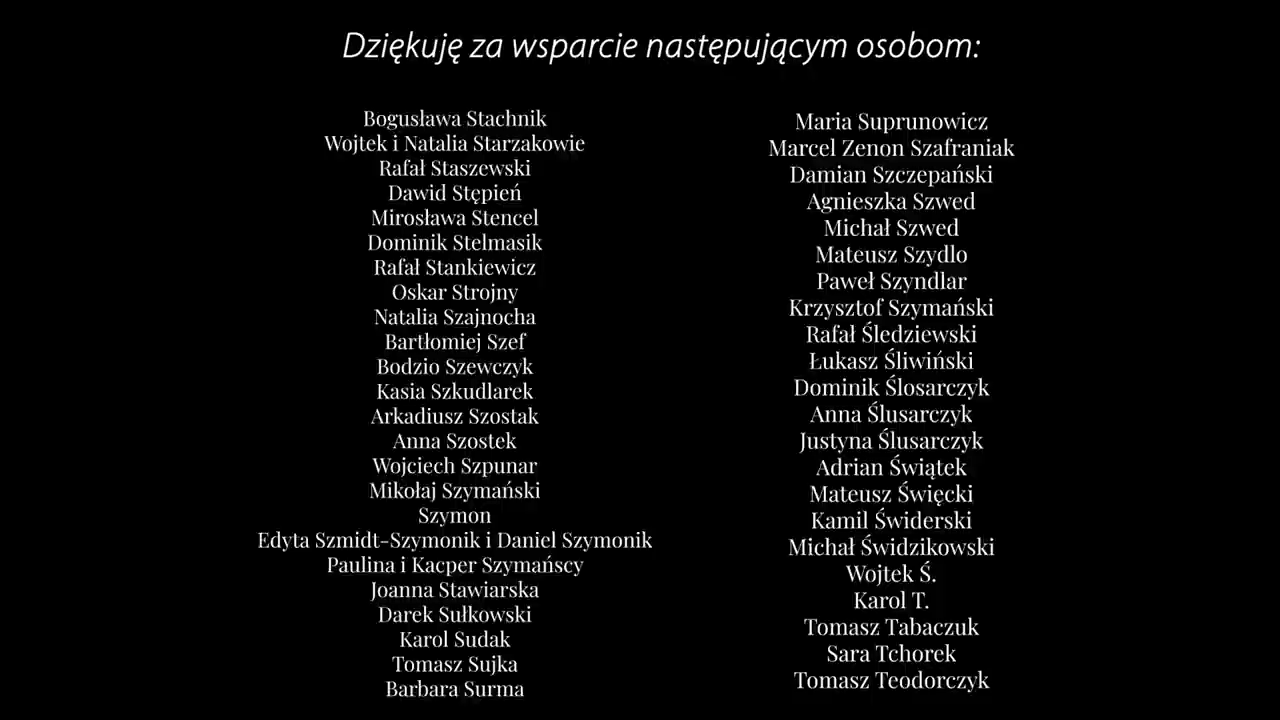 Dziękuję za wsparcie następującym osobom:
Bogusława Stachnik
Wojtek i Natalia Starzakowie
Rafał Staszewski
Dawid Stępień
Mirosława Stencel
Dominik Stelmasik
Rafał Stankiewicz
Oskar Strojny
Natalia Szajnocha
Bartłomiej Szef
Bodzio Szewczyk
Kasia Szkudlarek
Arkadiusz Szostak
Anna Szostek
Wojciech Szpunar
Mikołaj Szymański
Szymon
Edyta Szmidt-Szymonik i Daniel Szymonik
Paulina i Kacper Szymańscy
Joanna Stawiarska
Darek Sułkowski
Karol Sudak
Tomasz Sujka
Barbara Surma
Maria Suprunowicz
Marcel Zenon Szafraniak
Damian Szczepański
Agnieszka Szwed
Michał Szwed
Mateusz Szydlo
Paweł Szyndlar
Krzysztof Szymański
Rafał Śledziewski
Łukasz Śliwiński
Dominik Ślosarczyk
Anna Ślusarczyk
Justyna Ślusarczyk
Adrian Świątek
Mateusz Święcki
Kamil Świderski
Michał Świdzikowski
Wojtek Ś.
Karol T.
Tomasz Tabaczuk
Sara Tchorek
Tomasz Teodorczyk